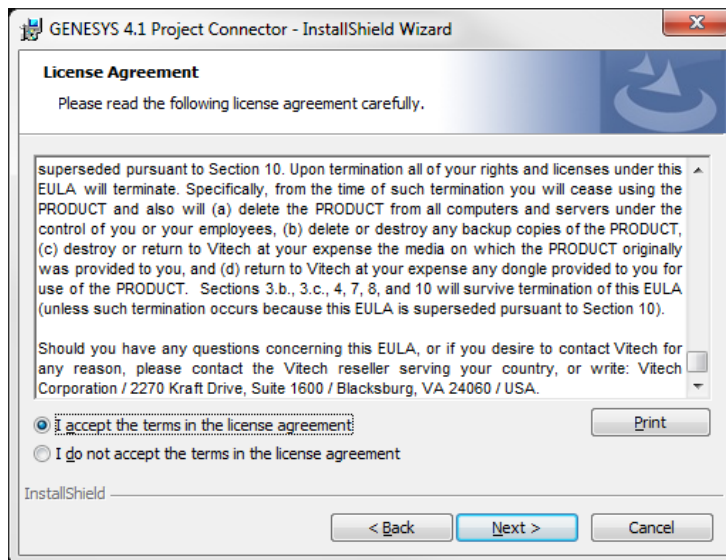 GENESYS 4.1 Project Connector - InstallShield Wizard
License Agreement
Please read the following license agreement carefully.
superseded pursuant to Section 10. Upon termination all of your rights and licenses under this
EULA will terminate. Specifically, from the time of such termination you will cease using the
PRODUCT and also will (a) delete the PRODUCT from all computers and servers under the
control of you or your employees, (b) delete or destroy any backup copies of the PRODUCT,
(c) destroy or return to Vitech at your expense the media on which the PRODUCT originally
was provided to you, and (d) return to Vitech at your expense any dongle provided to you for
use of the PRODUCT.  Sections 3.b., 3.c., 4, 7, 8, and 10 will survive termination of this EULA
(unless such termination occurs because this EULA is superseded pursuant to Section 10).
Should you have any questions concerning this EULA, or if you desire to contact Vitech for
any reason, please contact the Vitech reseller serving your country, or write: Vitech
Corporation / 2270 Kraft Drive, Suite 1600 / Blacksburg, VA 24060 / USA.
I accept the terms in the license agreement
Print
I do not accept the terms in the license agreement
InstallShield
< Back
Next >
Cancel